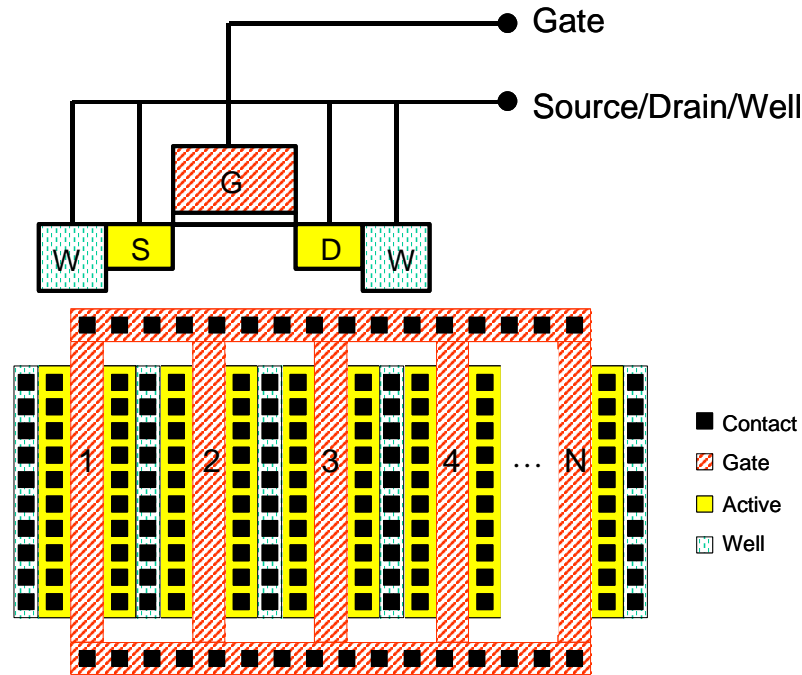 Gate
Source/Drain/Well
G
W S D W
1 2 3 4 ... N
Contact
Gate
Active
Well